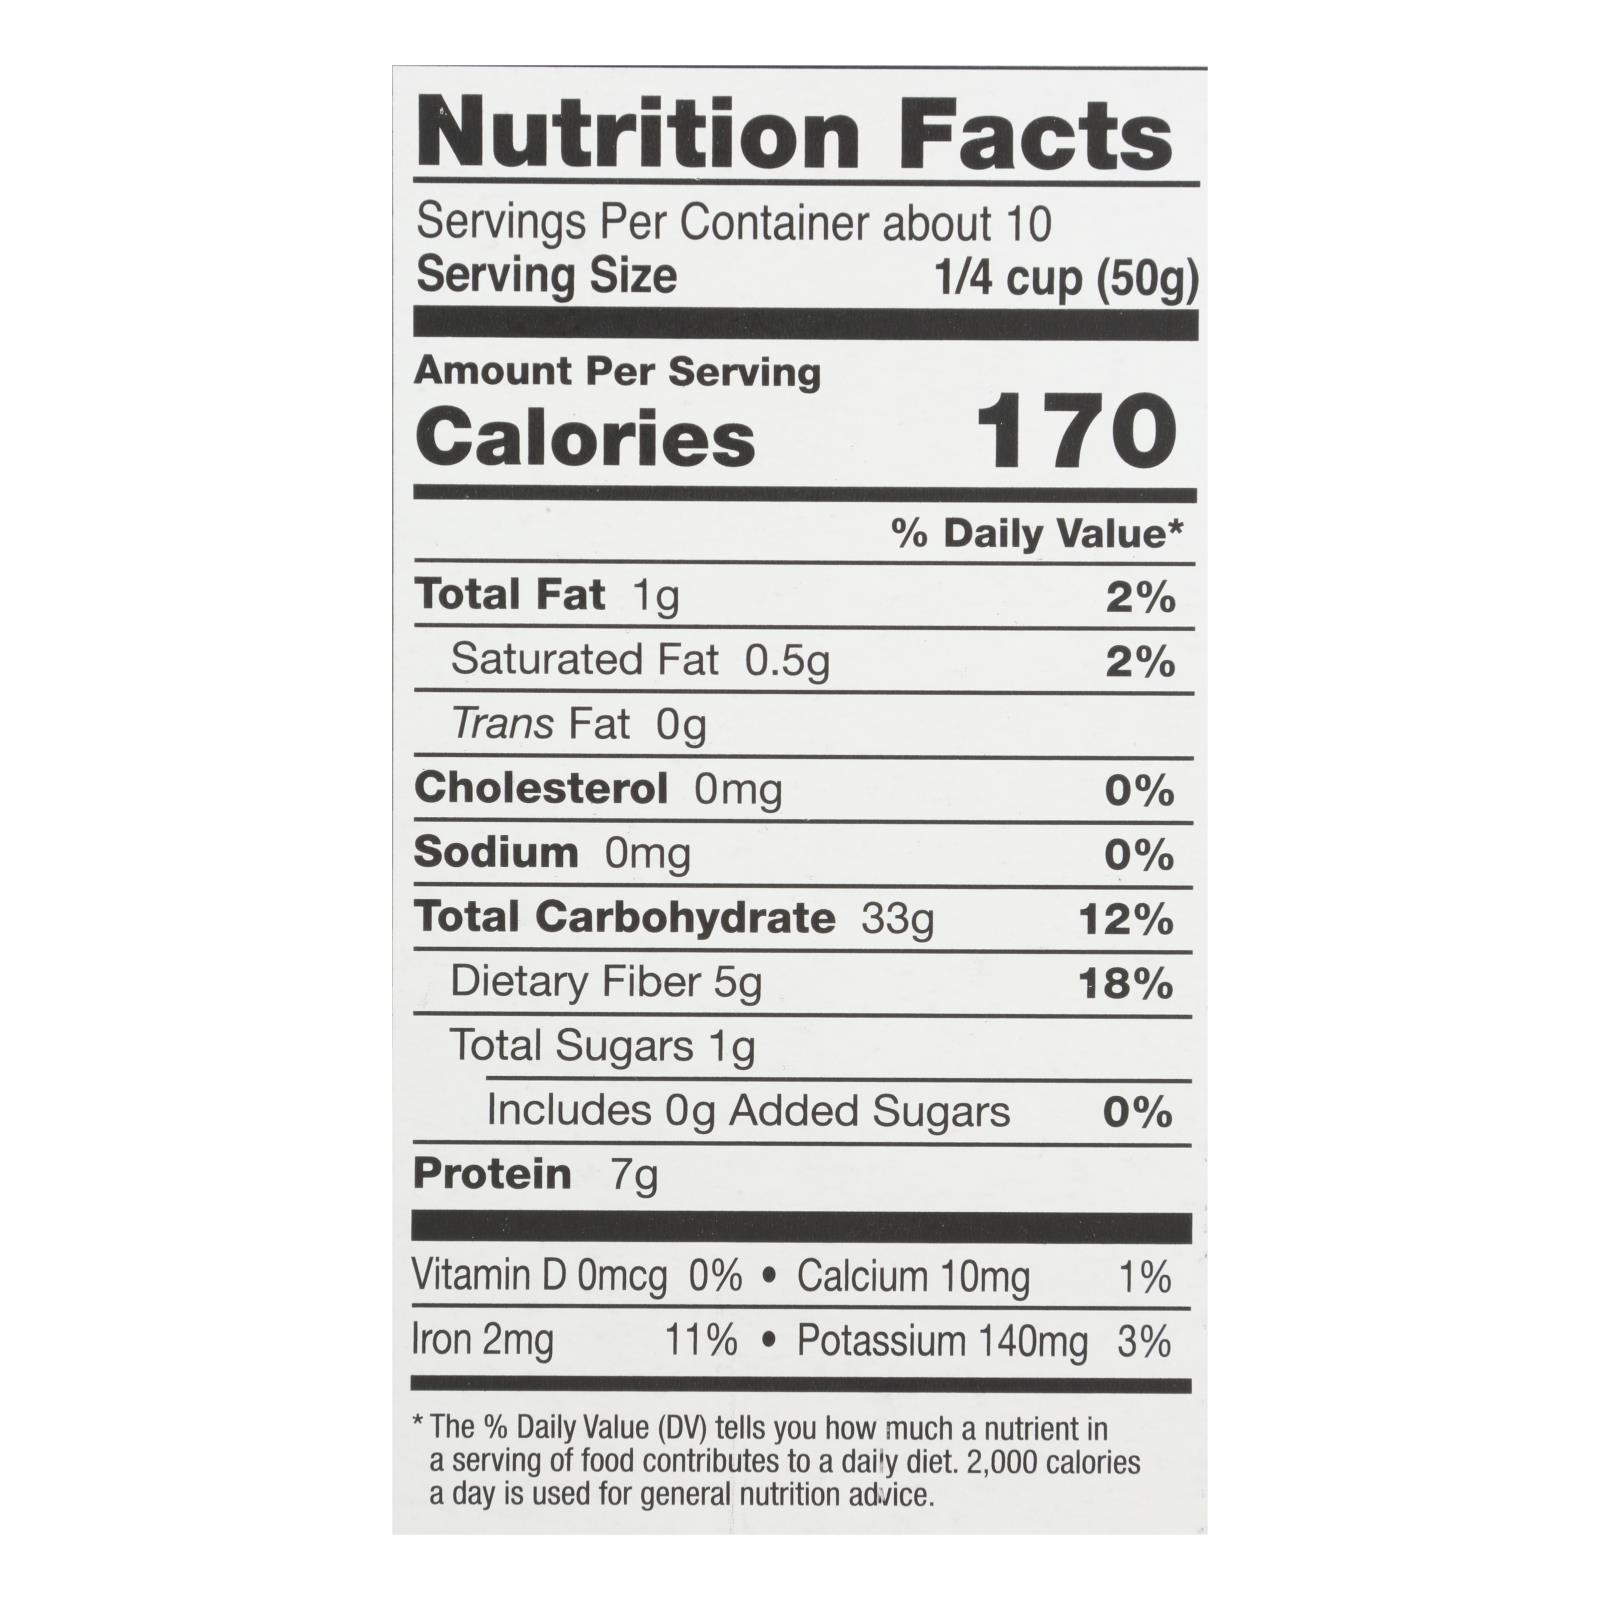 Nutrition Facts
Servings Per Container about 10
Serving Size 1/4 cup (50g)
Amount Per Serving
Calories 170
% Daily Value*
Total Fat 1g 2%
Saturated Fat 0.5g 2%
Trans Fat 0g
Cholesterol 0mg 0%
Sodium 0mg 0%
Total Carbohydrate 33g 12%
Dietary Fiber 5g 18%
Total Sugars 1g
Includes 0g Added Sugars 0%
Protein 7g
Vitamin D 0mcg 0% • Calcium 10mg 1%
Iron 2mg 11% • Potassium 140mg 3%
* The % Daily Value (DV) tells you how much a nutrient in
a serving of food contributes to a daily diet. 2,000 calories
a day is used for general nutrition advice.